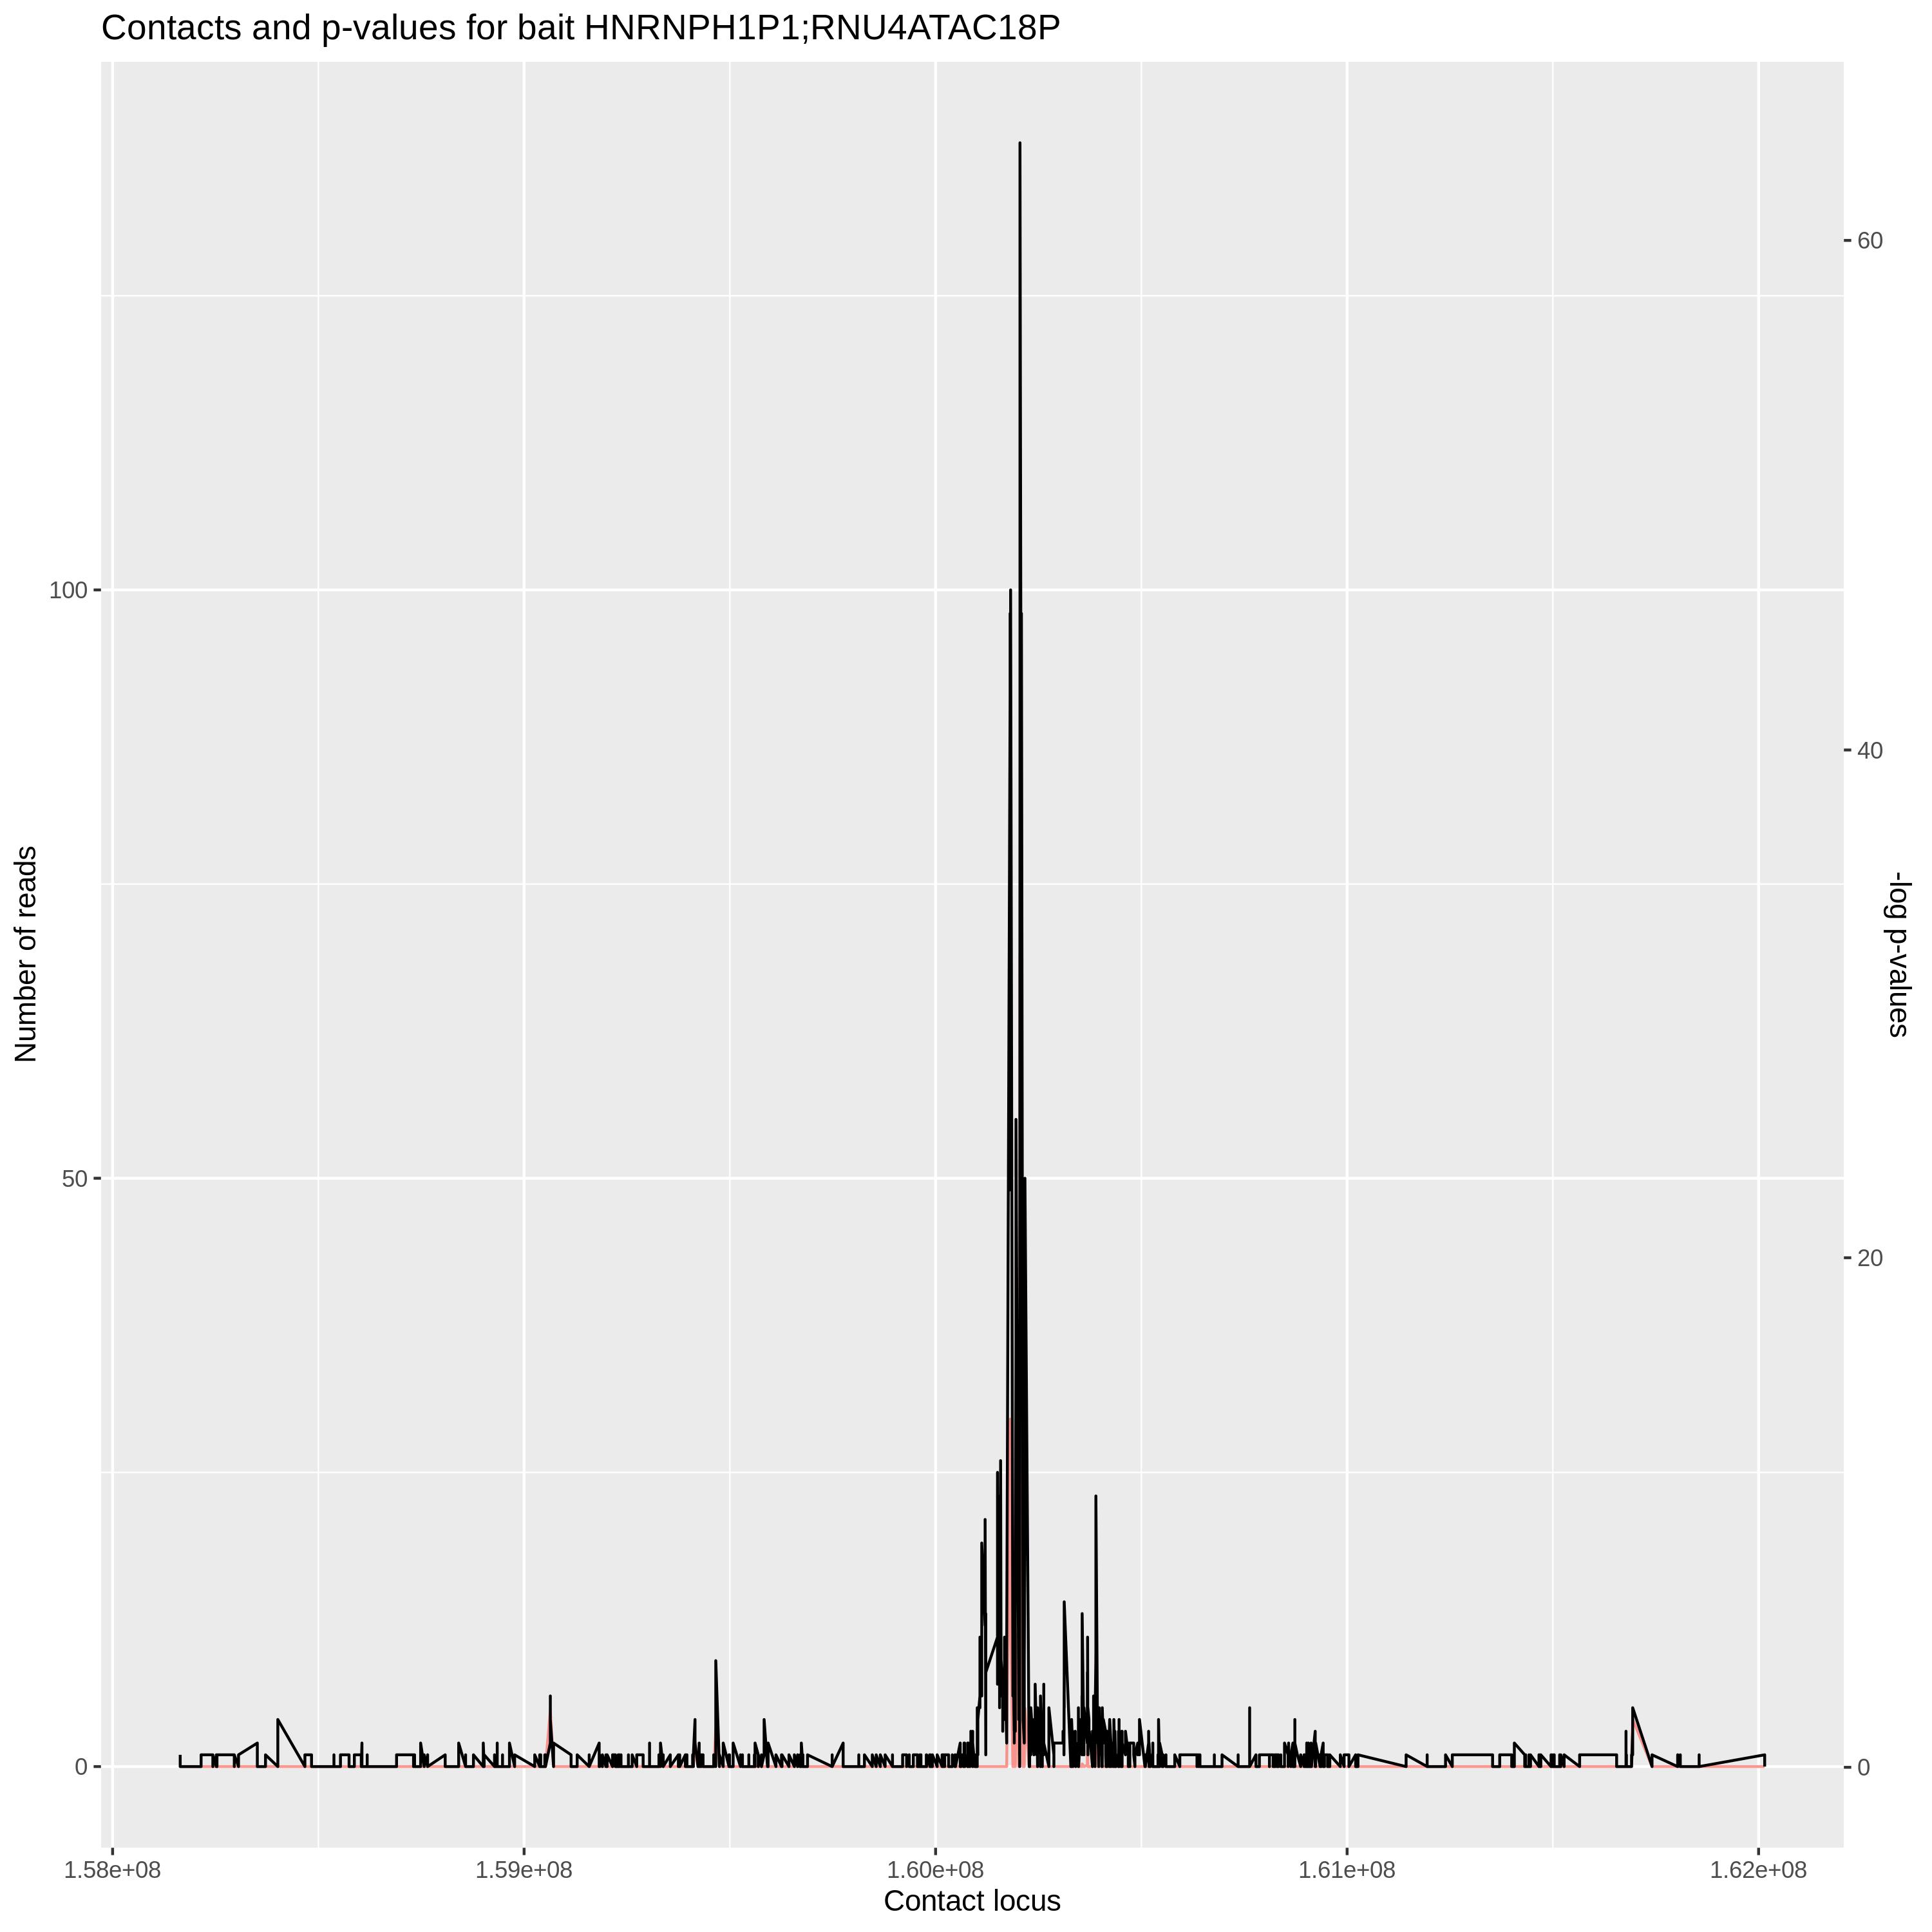 Contacts and p-values for bait HNRNPH1P1;RNU4ATAC18P
60
100
40
Number of reads
-log p-values
50
20
0
0
1.58e+08
1.59e+08
1.60e+08
1.61e+08
1.62e+08
Contact locus